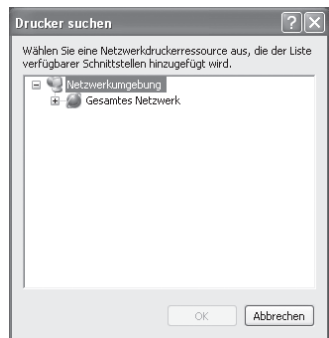 Drucker suchen
Wählen Sie eine Netzwerkdruckerressource aus, die der Liste
verfügbarer Schnittstellen hinzugefügt wird.
Netzwerkumgebung
Gesamtes Netzwerk
OK
Abbrechen